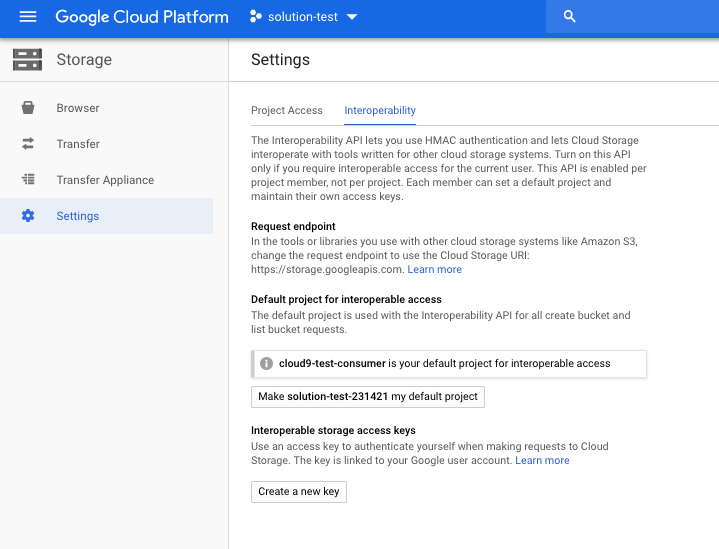 Google Cloud Platform
solution-test
Storage
Settings
Browser
Transfer
Transfer Appliance
Settings
Project Access
Interoperability
The Interoperability API lets you use HMAC authentication and lets Cloud Storage
interoperate with tools written for other cloud storage systems. Turn on this API
only if you require interoperable access for the current user. This API is enabled per
project member, not per project. Each member can set a default project and
maintain their own access keys.
Request endpoint
In the tools or libraries you use with other cloud storage systems like Amazon S3,
change the request endpoint to use the Cloud Storage URI:
https://storage.googleapis.com. Learn more
Default project for interoperable access
The default project is used with the Interoperability API for all create bucket and
list bucket requests.
cloud9-test-consumer is your default project for interoperable access
Make solution-test-231421 my default project
Interoperable storage access keys
Use an access key to authenticate yourself when making requests to Cloud
Storage. The key is linked to your Google user account. Learn more
Create a new key